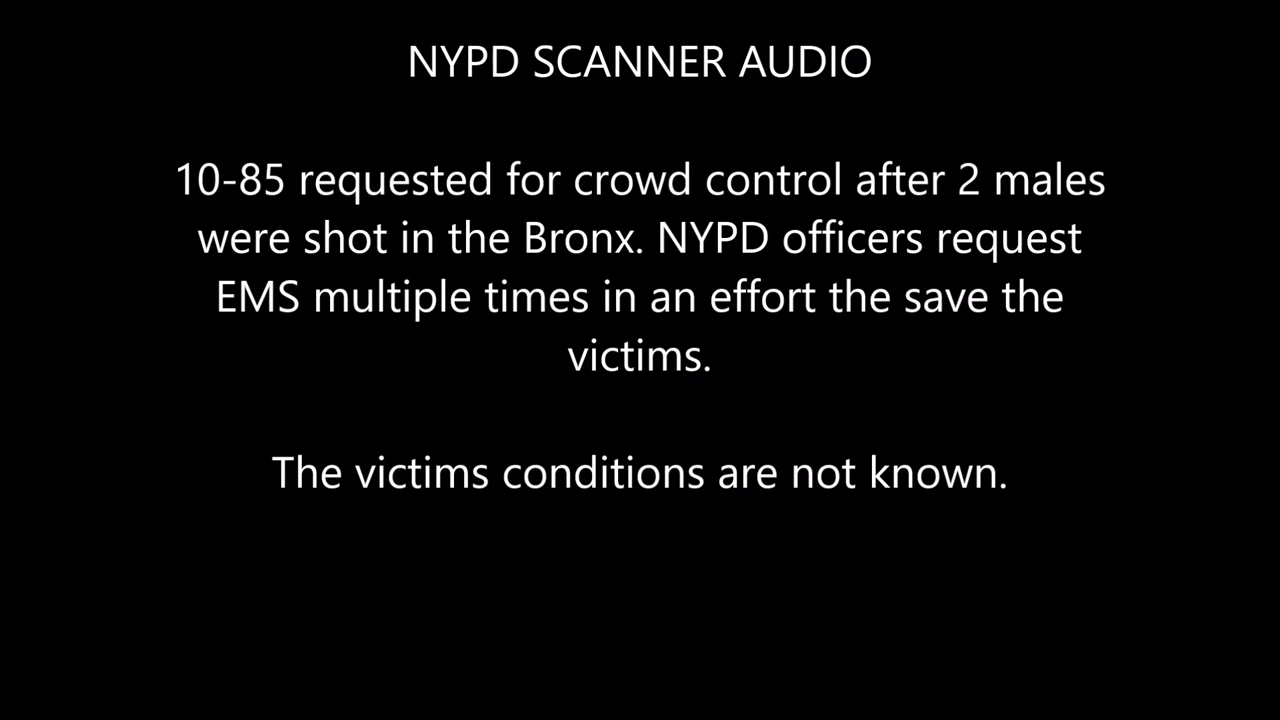 NYPD SCANNER AUDIO
10-85 requested for crowd control after 2 males
were shot in the Bronx. NYPD officers request
EMS multiple times in an effort the save the
victims.
The victims conditions are not known.